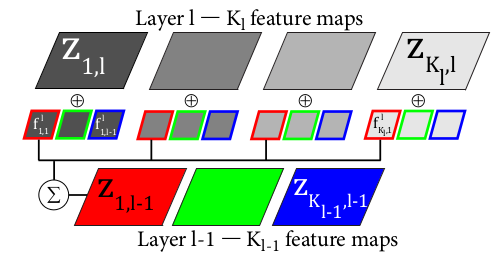 Layer l — K_l feature maps
z_1,l z_K_l,l
⊕ ⊕ ⊕ ⊕
f^l_1,1 f^l_1,l-1 f^l_K_l,1
Σ z_1,l-1 z_K_l-1,l-1
Layer l-1 — K_l-1 feature maps